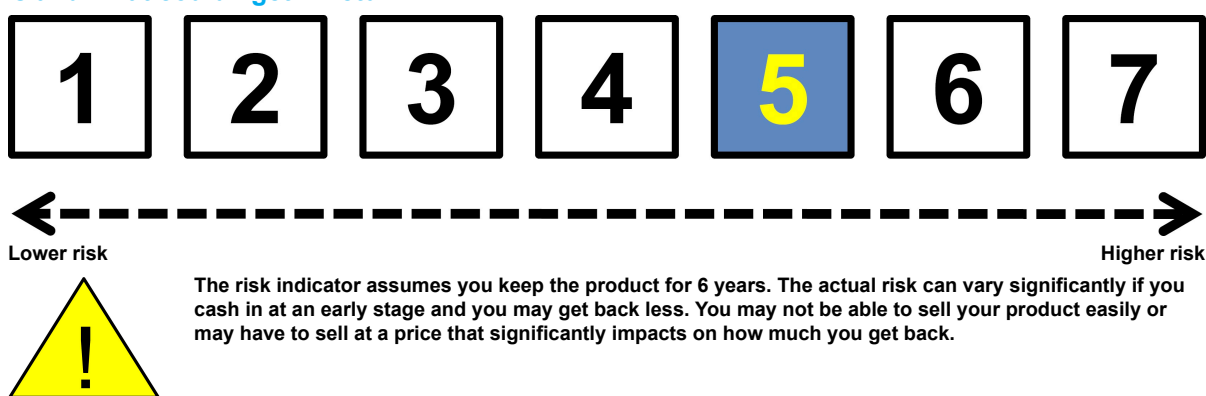 1 2 3 4 5 6 7
Lower risk Higher risk
The risk indicator assumes you keep the product for 6 years. The actual risk can vary significantly if you
cash in at an early stage and you may get back less. You may not be able to sell your product easily or
may have to sell at a price that significantly impacts on how much you get back.
!